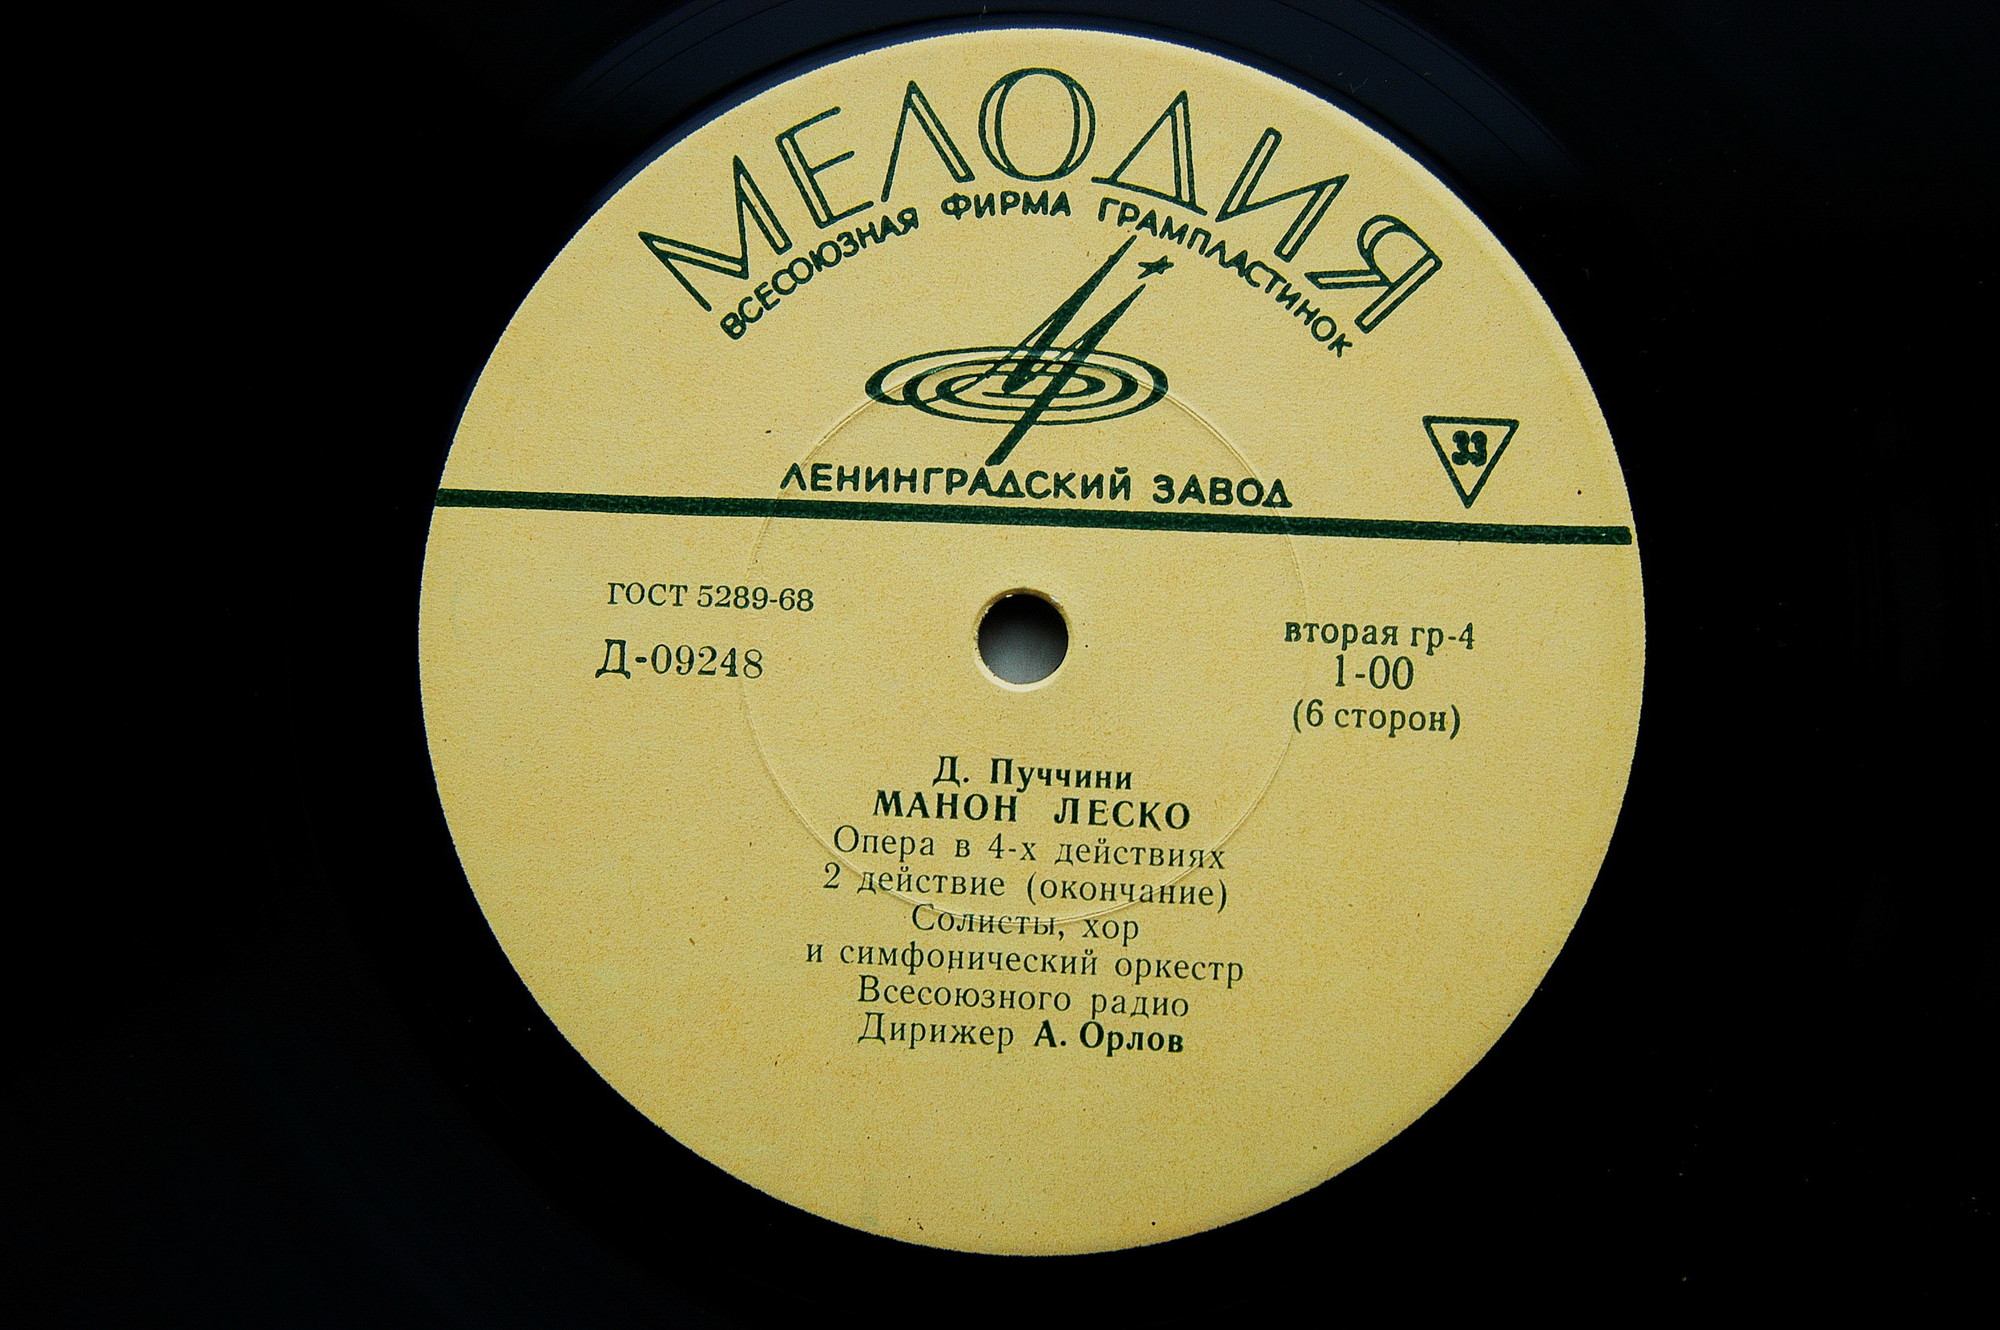 МЕЛОДИЯ
ВСЕСОЮЗНАЯ ФИРМА ГРАМПЛАСТИНОК
33
ЛЕНИНГРАДСКИЙ ЗАВОД
ГОСТ 5289-68
Д-09248
вторая гр-4
1-00
(6 сторон)
Д. Пуччини
МАНОН ЛЕСКО
Опера в 4-х действиях
2 действие (окончание)
Солисты, хор
и симфонический оркестр
Всесоюзного радио
Дирижер А. Орлов